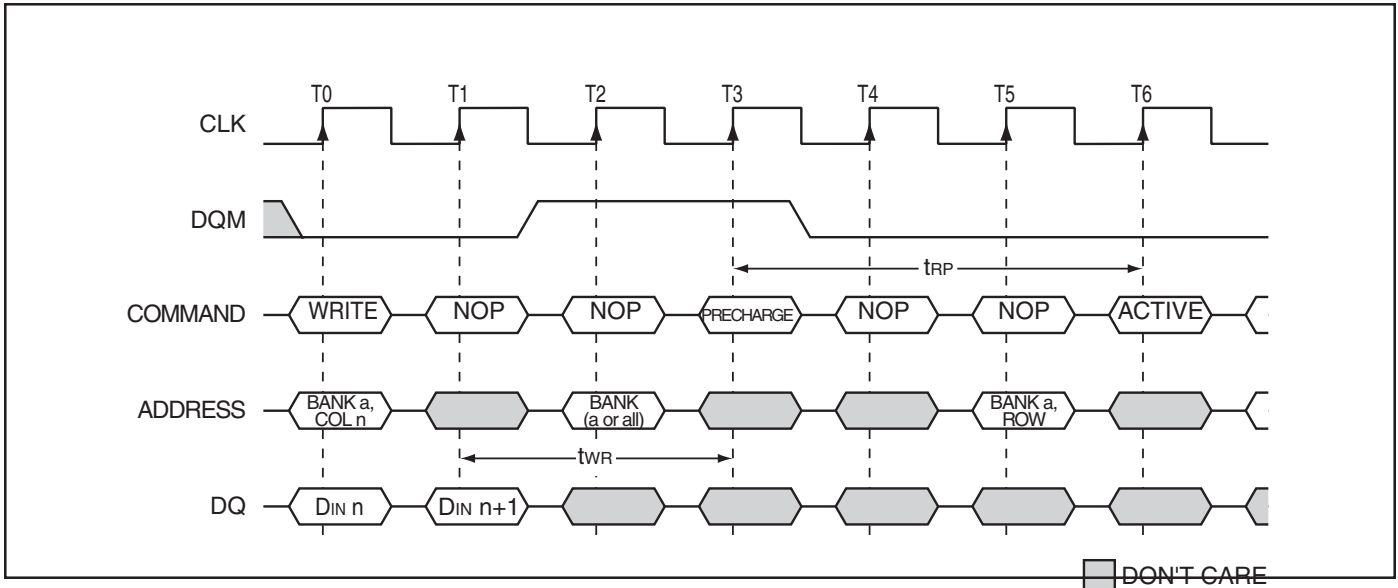 T0 T1 T2 T3 T4 T5 T6
CLK
DQM
tRP
COMMAND WRITE NOP NOP PRECHARGE NOP NOP ACTIVE
ADDRESS BANK a, COL n BANK (a or all) BANK a, ROW
tWR
DQ DIN n DIN n+1
DON'T CARE